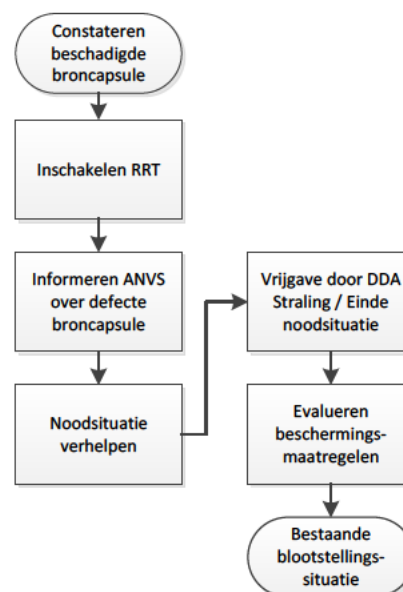 Constateren
beschadigde
broncapsule
Inschakelen RRT
Informeren ANVS
over defecte
broncapsule
Noodsituatie
verhelpen
Vrijgave door DDA
Straling / Einde
noodsituatie
Evalueren
beschermings-
maatregelen
Bestaande
blootstellings-
situatie